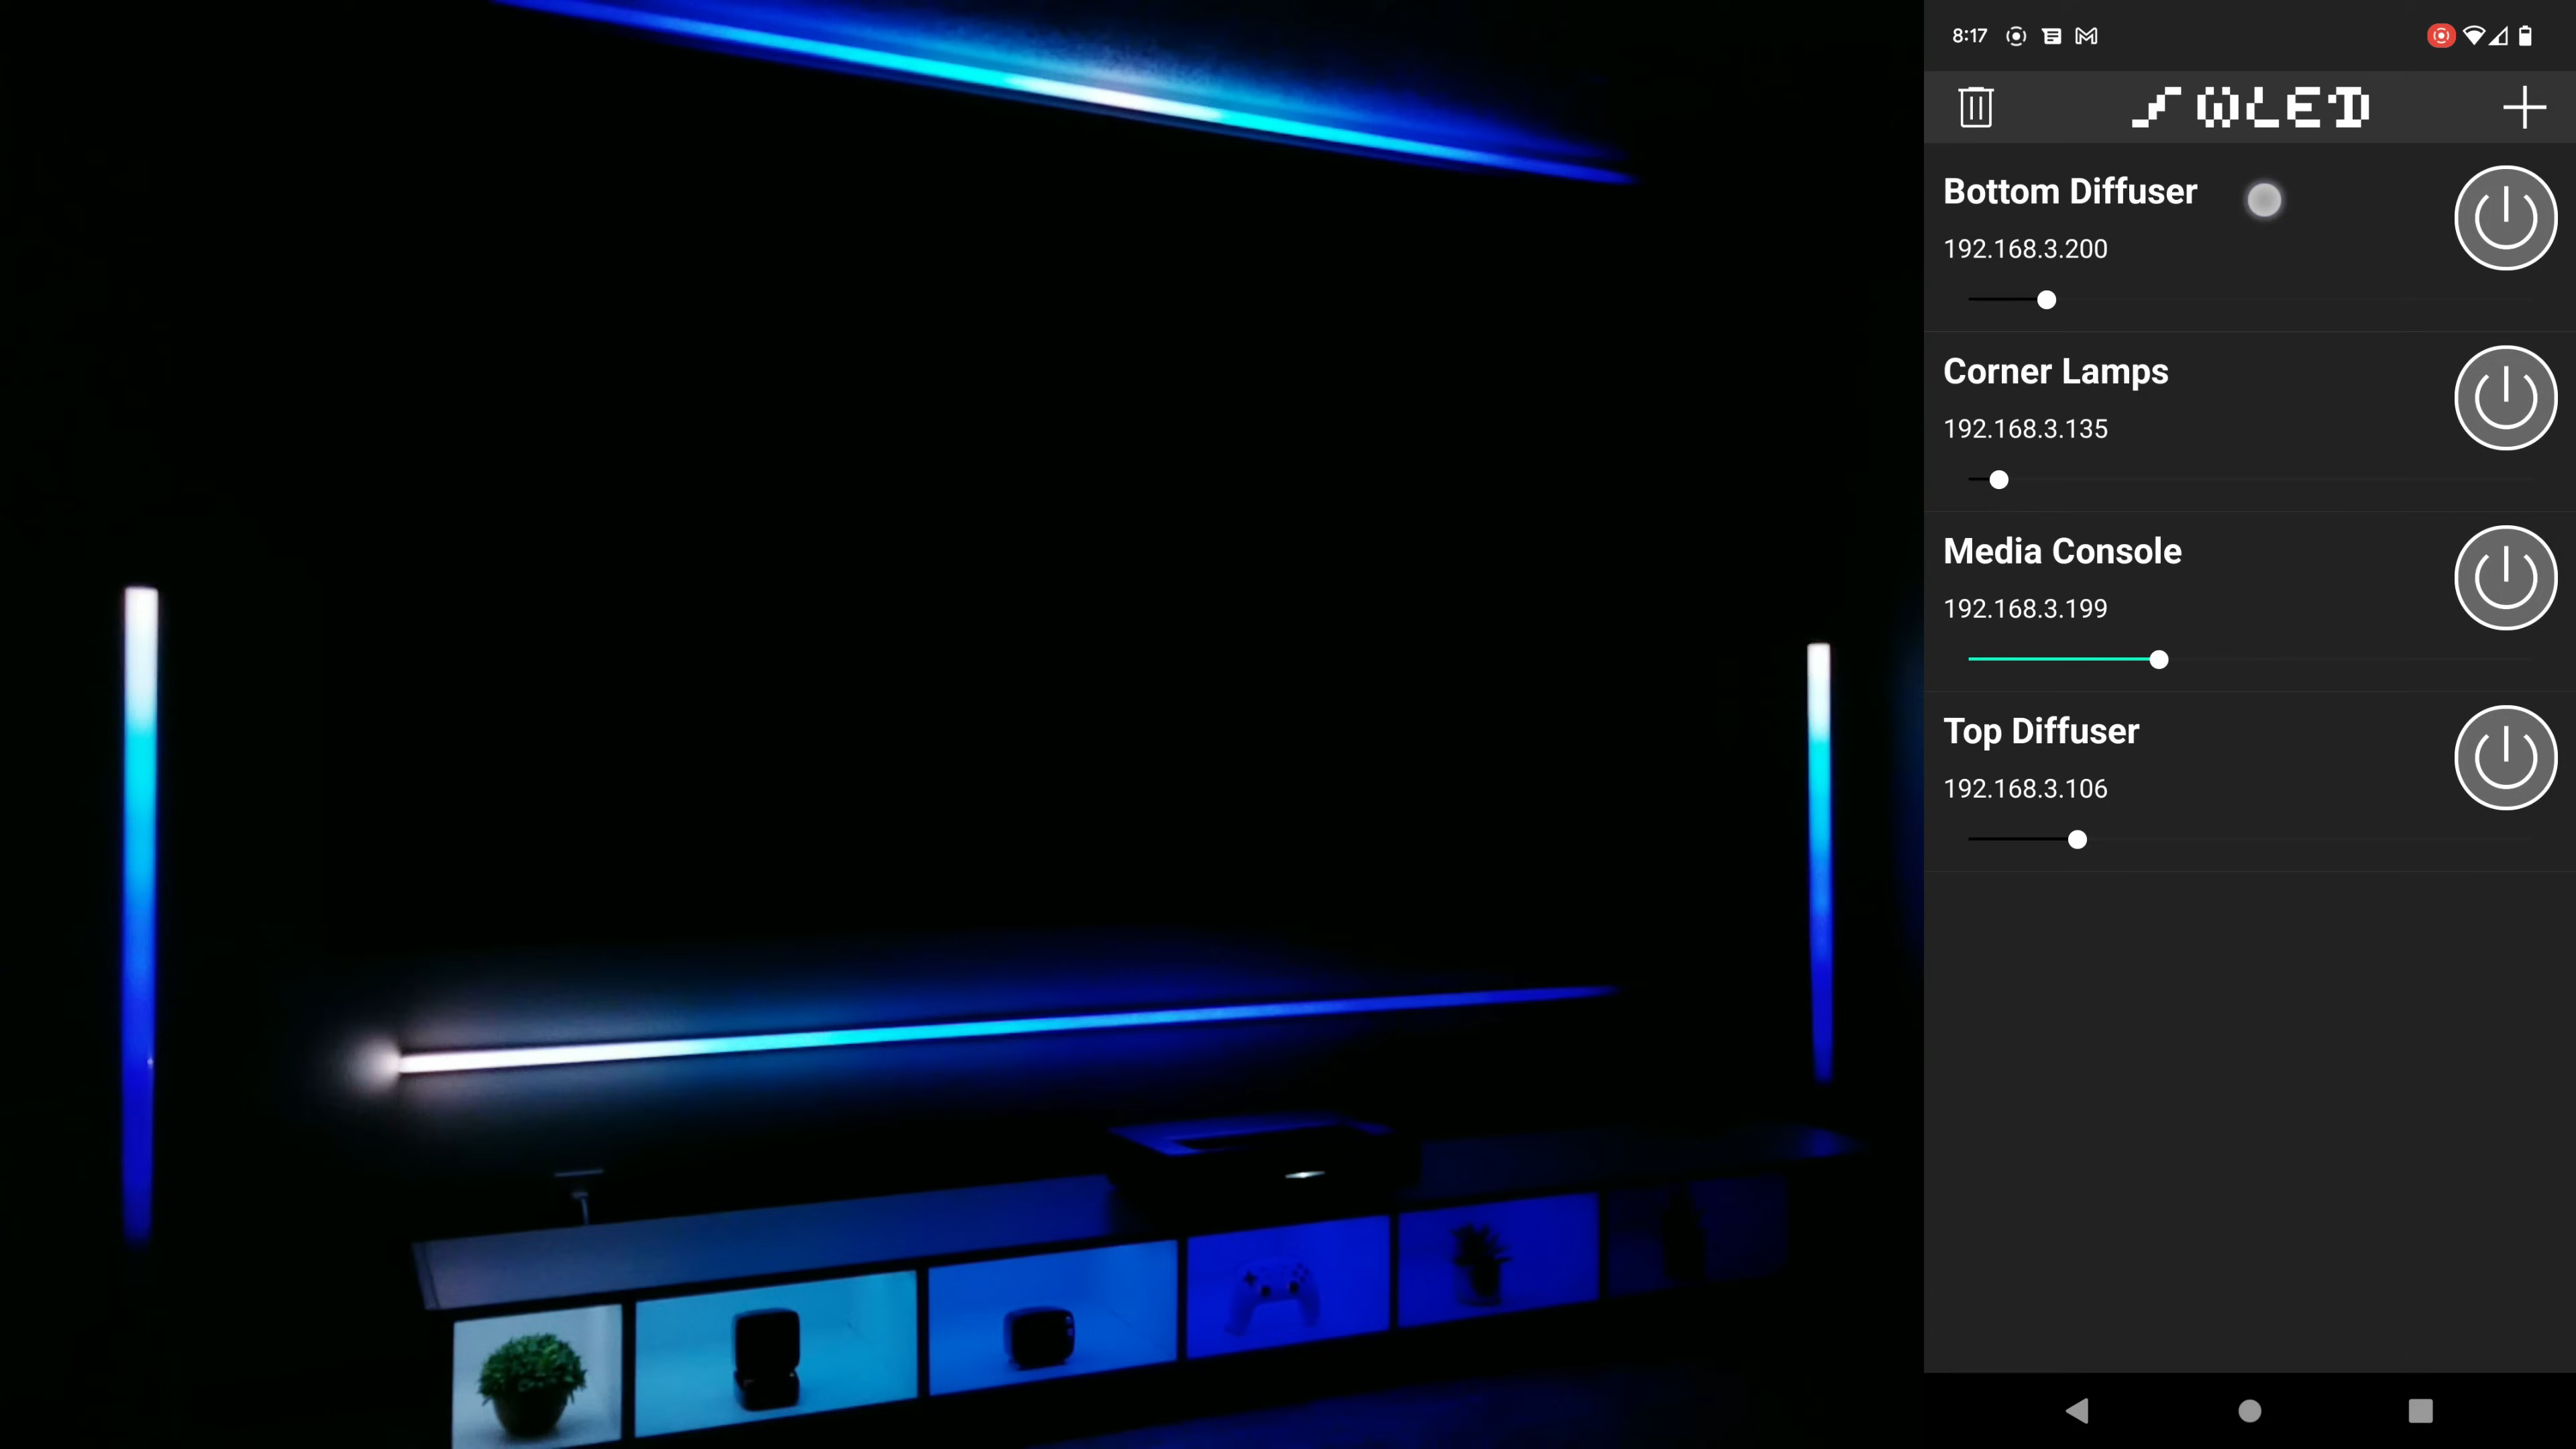 8:17
WLED
Bottom Diffuser
192.168.3.200
Corner Lamps
192.168.3.135
Media Console
192.168.3.199
Top Diffuser
192.168.3.106